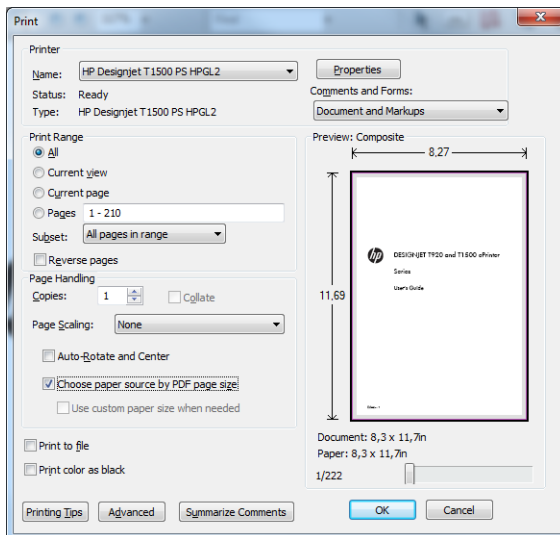 Print
Printer
Name: HP Designjet T1500 PS HPGL2
Properties
Status: Ready
Type: HP Designjet T1500 PS HPGL2
Comments and Forms:
Document and Markups
Print Range
All
Current view
Current page
Pages 1 - 210
Subset: All pages in range
Reverse pages
Page Handling
Copies: 1 Collate
Page Scaling: None
Auto-Rotate and Center
Choose paper source by PDF page size
Use custom paper size when needed
Print to file
Print color as black
Preview: Composite
8,27
11,69
hp
DESIGNJET T920 and T1500 ePrinter
Series
User's Guide
Document: 8,3 x 11,7in
Paper: 8,3 x 11,7in
1/222
Printing Tips Advanced Summarize Comments OK Cancel